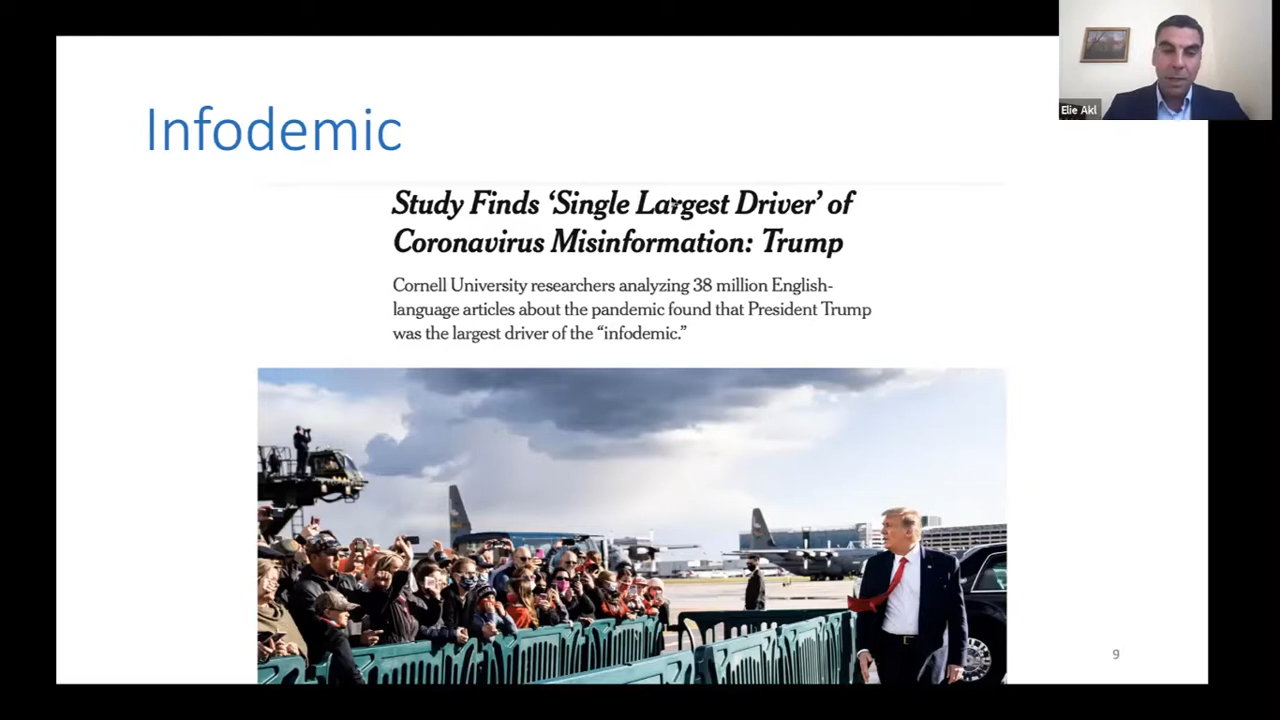 Elie Akl
Infodemic
Study Finds ‘Single Largest Driver’ of
Coronavirus Misinformation: Trump
Cornell University researchers analyzing 38 million English-
language articles about the pandemic found that President Trump
was the largest driver of the “infodemic.”
9